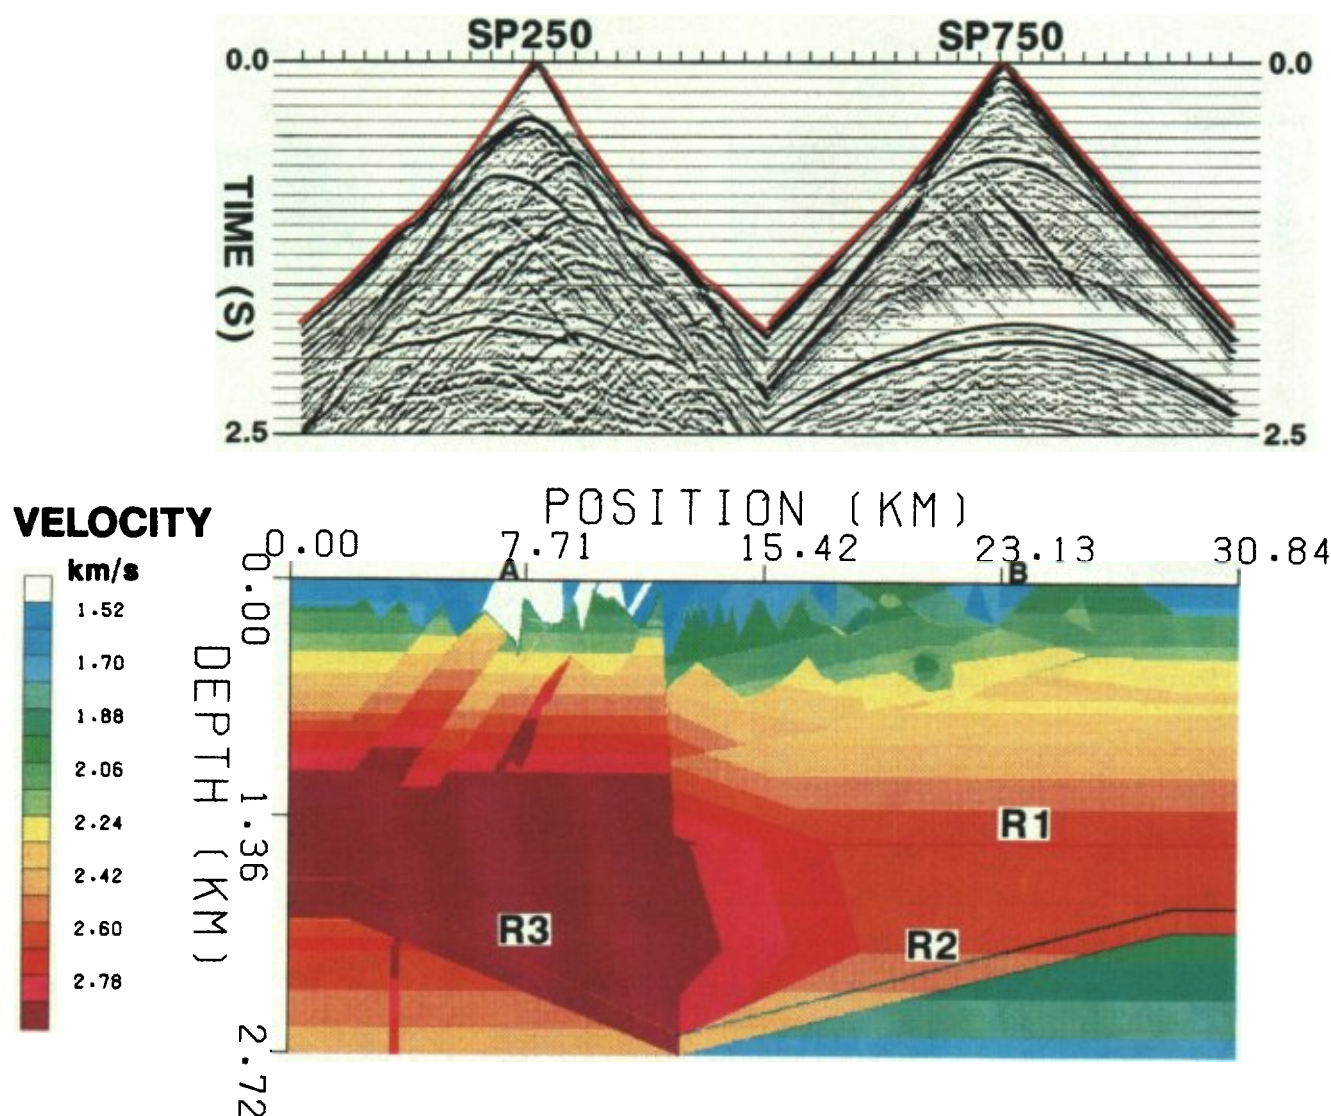 SP250 SP750
0.0 0.0
TIME (S)
2.5 2.5
POSITION (KM)
VELOCITY
km/s
0.00 7.71 15.42 23.13 30.84
A B
1.52
1.70
1.88
2.06
2.24
2.42
2.60
2.78
DEPTH (KM)
0.00
1.36
2.72
R1
R3
R2